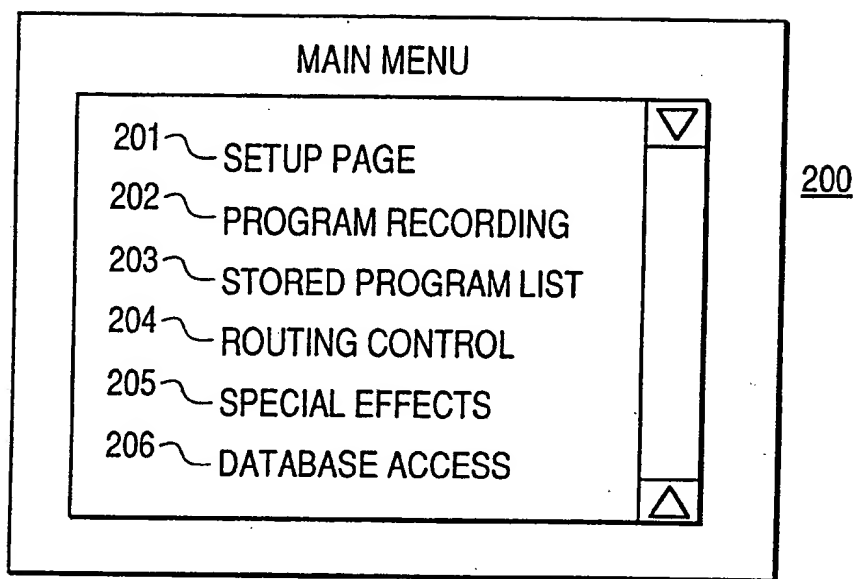 MAIN MENU
201 SETUP PAGE
200
202 PROGRAM RECORDING
203 STORED PROGRAM LIST
204 ROUTING CONTROL
205 SPECIAL EFFECTS
206 DATABASE ACCESS